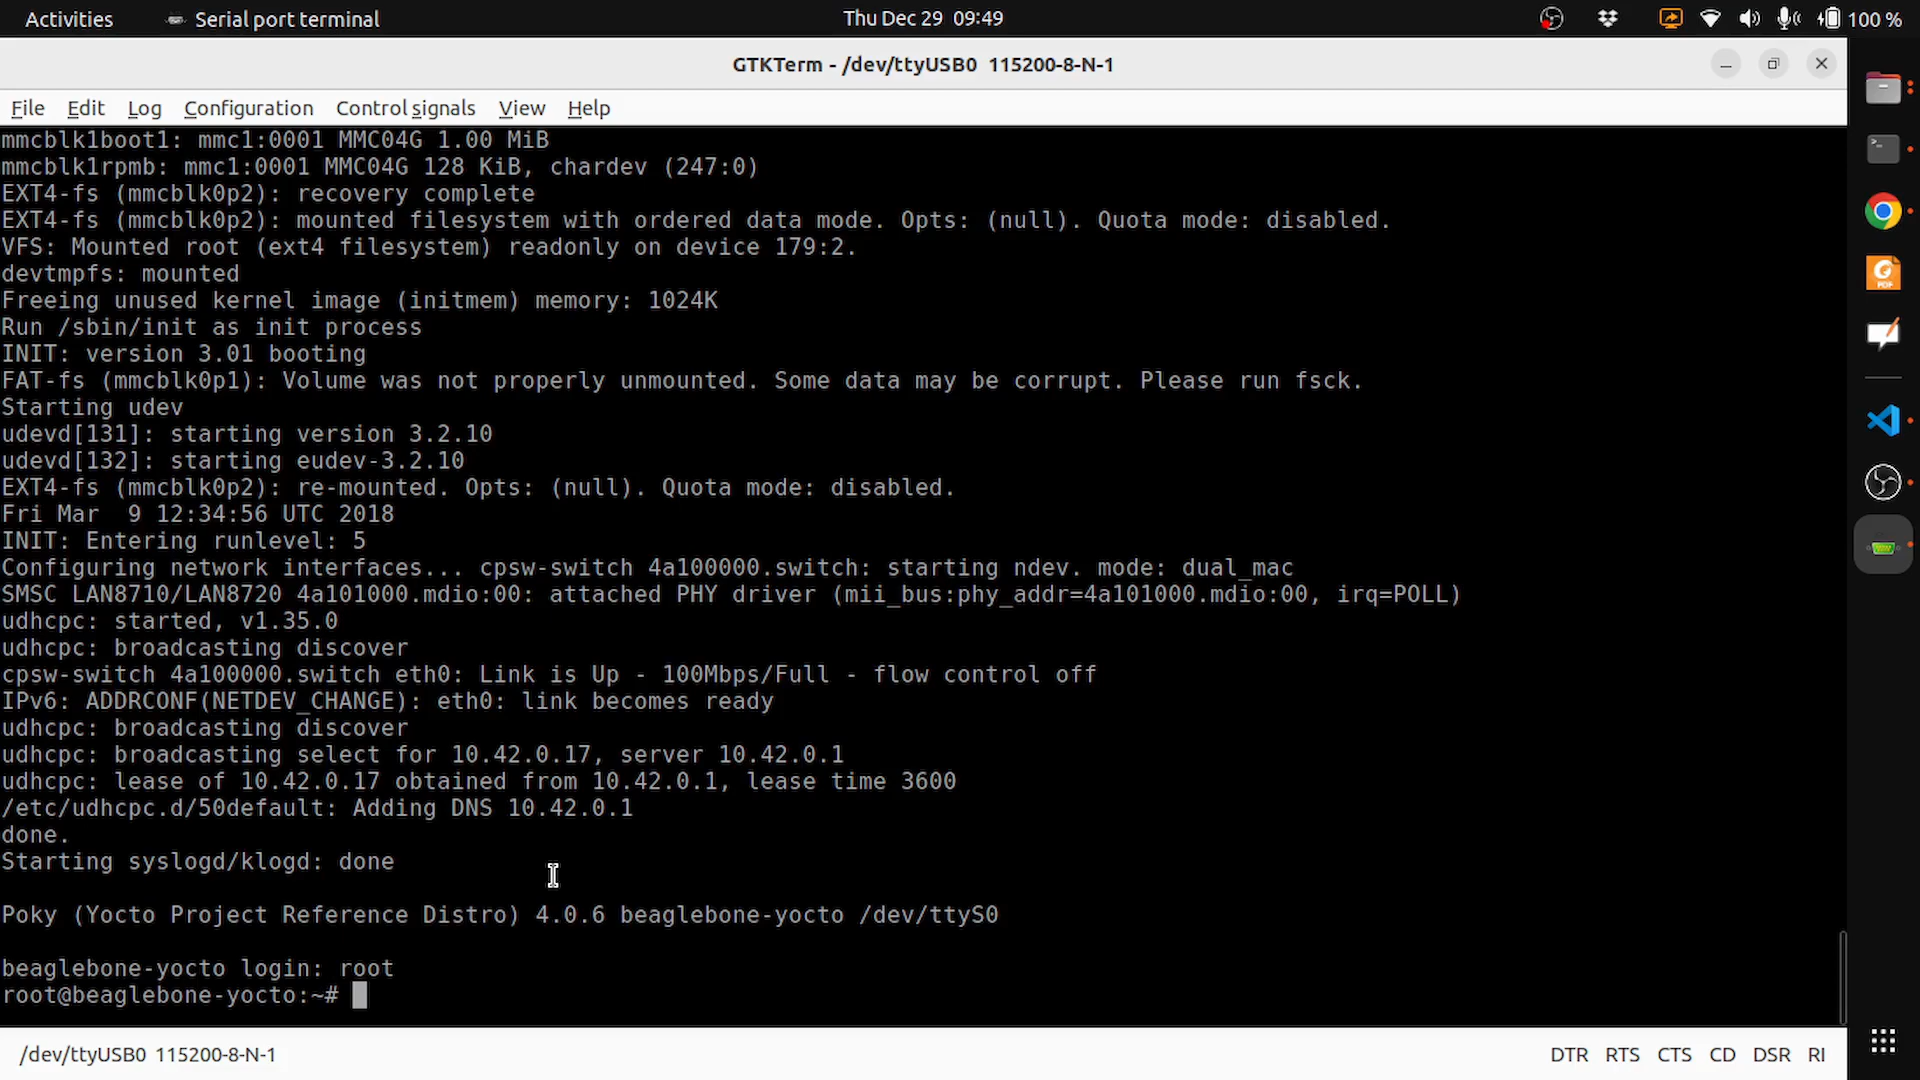 Activities Serial port terminal Thu Dec 29 09:49 100 %
GTKTerm - /dev/ttyUSB0 115200-8-N-1
File Edit Log Configuration Control signals View Help
mmcblk1boot1: mmc1:0001 MMC04G 1.00 MiB
mmcblk1rpmb: mmc1:0001 MMC04G 128 KiB, chardev (247:0)
EXT4-fs (mmcblk0p2): recovery complete
EXT4-fs (mmcblk0p2): mounted filesystem with ordered data mode. Opts: (null). Quota mode: disabled.
VFS: Mounted root (ext4 filesystem) readonly on device 179:2.
devtmpfs: mounted
Freeing unused kernel image (initmem) memory: 1024K
Run /sbin/init as init process
INIT: version 3.01 booting
FAT-fs (mmcblk0p1): Volume was not properly unmounted. Some data may be corrupt. Please run fsck.
Starting udev
udevd[131]: starting version 3.2.10
udevd[132]: starting eudev-3.2.10
EXT4-fs (mmcblk0p2): re-mounted. Opts: (null). Quota mode: disabled.
Fri Mar  9 12:34:56 UTC 2018
INIT: Entering runlevel: 5
Configuring network interfaces... cpsw-switch 4a100000.switch: starting ndev. mode: dual_mac
SMSC LAN8710/LAN8720 4a101000.mdio:00: attached PHY driver (mii_bus:phy_addr=4a101000.mdio:00, irq=POLL)
udhcpc: started, v1.35.0
udhcpc: broadcasting discover
cpsw-switch 4a100000.switch eth0: Link is Up - 100Mbps/Full - flow control off
IPv6: ADDRCONF(NETDEV_CHANGE): eth0: link becomes ready
udhcpc: broadcasting discover
udhcpc: broadcasting select for 10.42.0.17, server 10.42.0.1
udhcpc: lease of 10.42.0.17 obtained from 10.42.0.1, lease time 3600
/etc/udhcpc.d/50default: Adding DNS 10.42.0.1
done.
Starting syslogd/klogd: done
Poky (Yocto Project Reference Distro) 4.0.6 beaglebone-yocto /dev/ttyS0
beaglebone-yocto login: root
root@beaglebone-yocto:~#
/dev/ttyUSB0 115200-8-N-1 DTR RTS CTS CD DSR RI
PDF